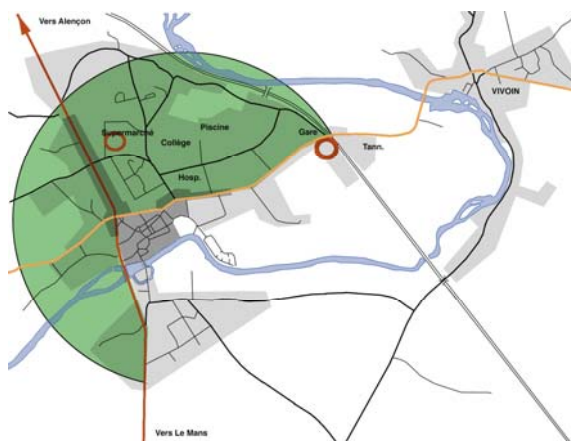 Vers Alençon
VIVOIN
Supermarché
Piscine
Gare
Collège
Tann.
Hosp.
Vers Le Mans